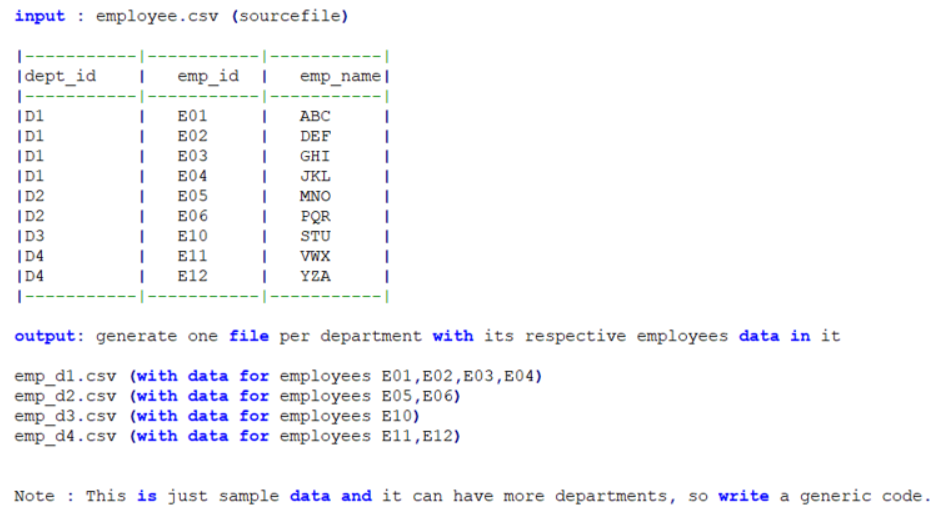 input : employee.csv (sourcefile)
|-----------|-----------|-----------|
|dept_id    |   emp_id  |   emp_name|
|-----------|-----------|-----------|
|D1         |   E01     |   ABC     |
|D1         |   E02     |   DEF     |
|D1         |   E03     |   GHI     |
|D1         |   E04     |   JKL     |
|D2         |   E05     |   MNO     |
|D2         |   E06     |   PQR     |
|D3         |   E10     |   STU     |
|D4         |   E11     |   VWX     |
|D4         |   E12     |   YZA     |
|-----------|-----------|-----------|
output: generate one file per department with its respective employees data in it
emp_d1.csv (with data for employees E01,E02,E03,E04)
emp_d2.csv (with data for employees E05,E06)
emp_d3.csv (with data for employees E10)
emp_d4.csv (with data for employees E11,E12)
Note : This is just sample data and it can have more departments, so write a generic code.